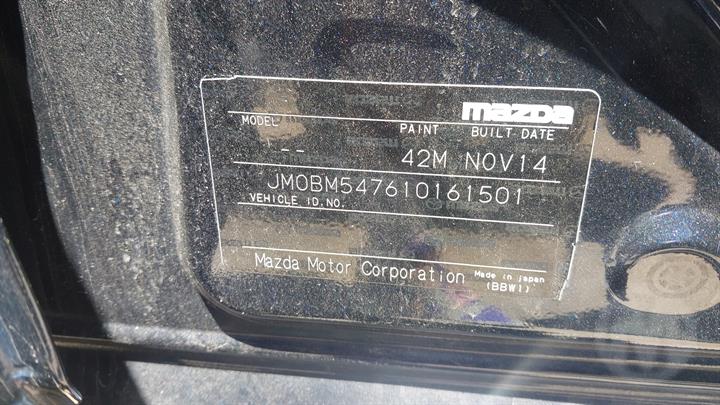 mazda
MODEL PAINT BUILT DATE
-- 42M NOV14
JM0BM547610161501
VEHICLE ID.NO.
Mazda Motor Corporation Made in japan
(BBW1)